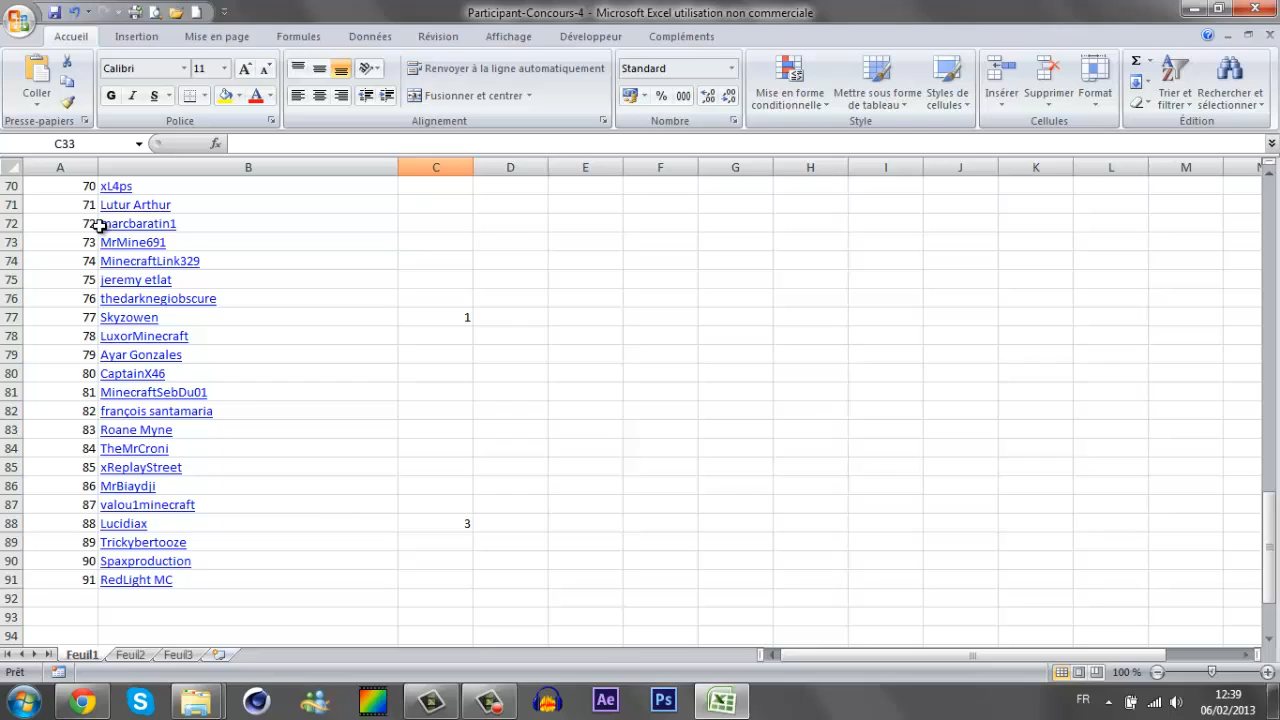 Participant-Concours-4 - Microsoft Excel utilisation non commerciale
Accueil Insertion Mise en page Formules Données Révision Affichage Développeur Compléments
Coller
Presse-papiers
Calibri 11 A A
G I S A
Police
Renvoyer à la ligne automatiquement
Fusionner et centrer
Alignement
Standard
% 000 ,00
Nombre
Mise en forme conditionnelle
Mettre sous forme de tableau
Styles de cellules
Style
Insérer Supprimer Format
Cellules
Σ
Trier et filtrer
Rechercher et sélectionner
Édition
C33 fx
A B C D E F G H I J K L M
70 70 xL4ps
71 71 Lutur Arthur
72 72 marcbaratin1
73 73 MrMine691
74 74 MinecraftLink329
75 75 jeremy etlat
76 76 thedarknegiobscure
77 77 Skyzowen 1
78 78 LuxorMinecraft
79 79 Ayar Gonzales
80 80 CaptainX46
81 81 MinecraftSebDu01
82 82 françois santamaria
83 83 Roane Myne
84 84 TheMrCroni
85 85 xReplayStreet
86 86 MrBiaydji
87 87 valou1minecraft
88 88 Lucidiax 3
89 89 Trickybertooze
90 90 Spaxproduction
91 91 RedLight MC
92
93
94
Feuil1 Feuil2 Feuil3
Prêt 100 %
Ae Ps FR 12:39
06/02/2013